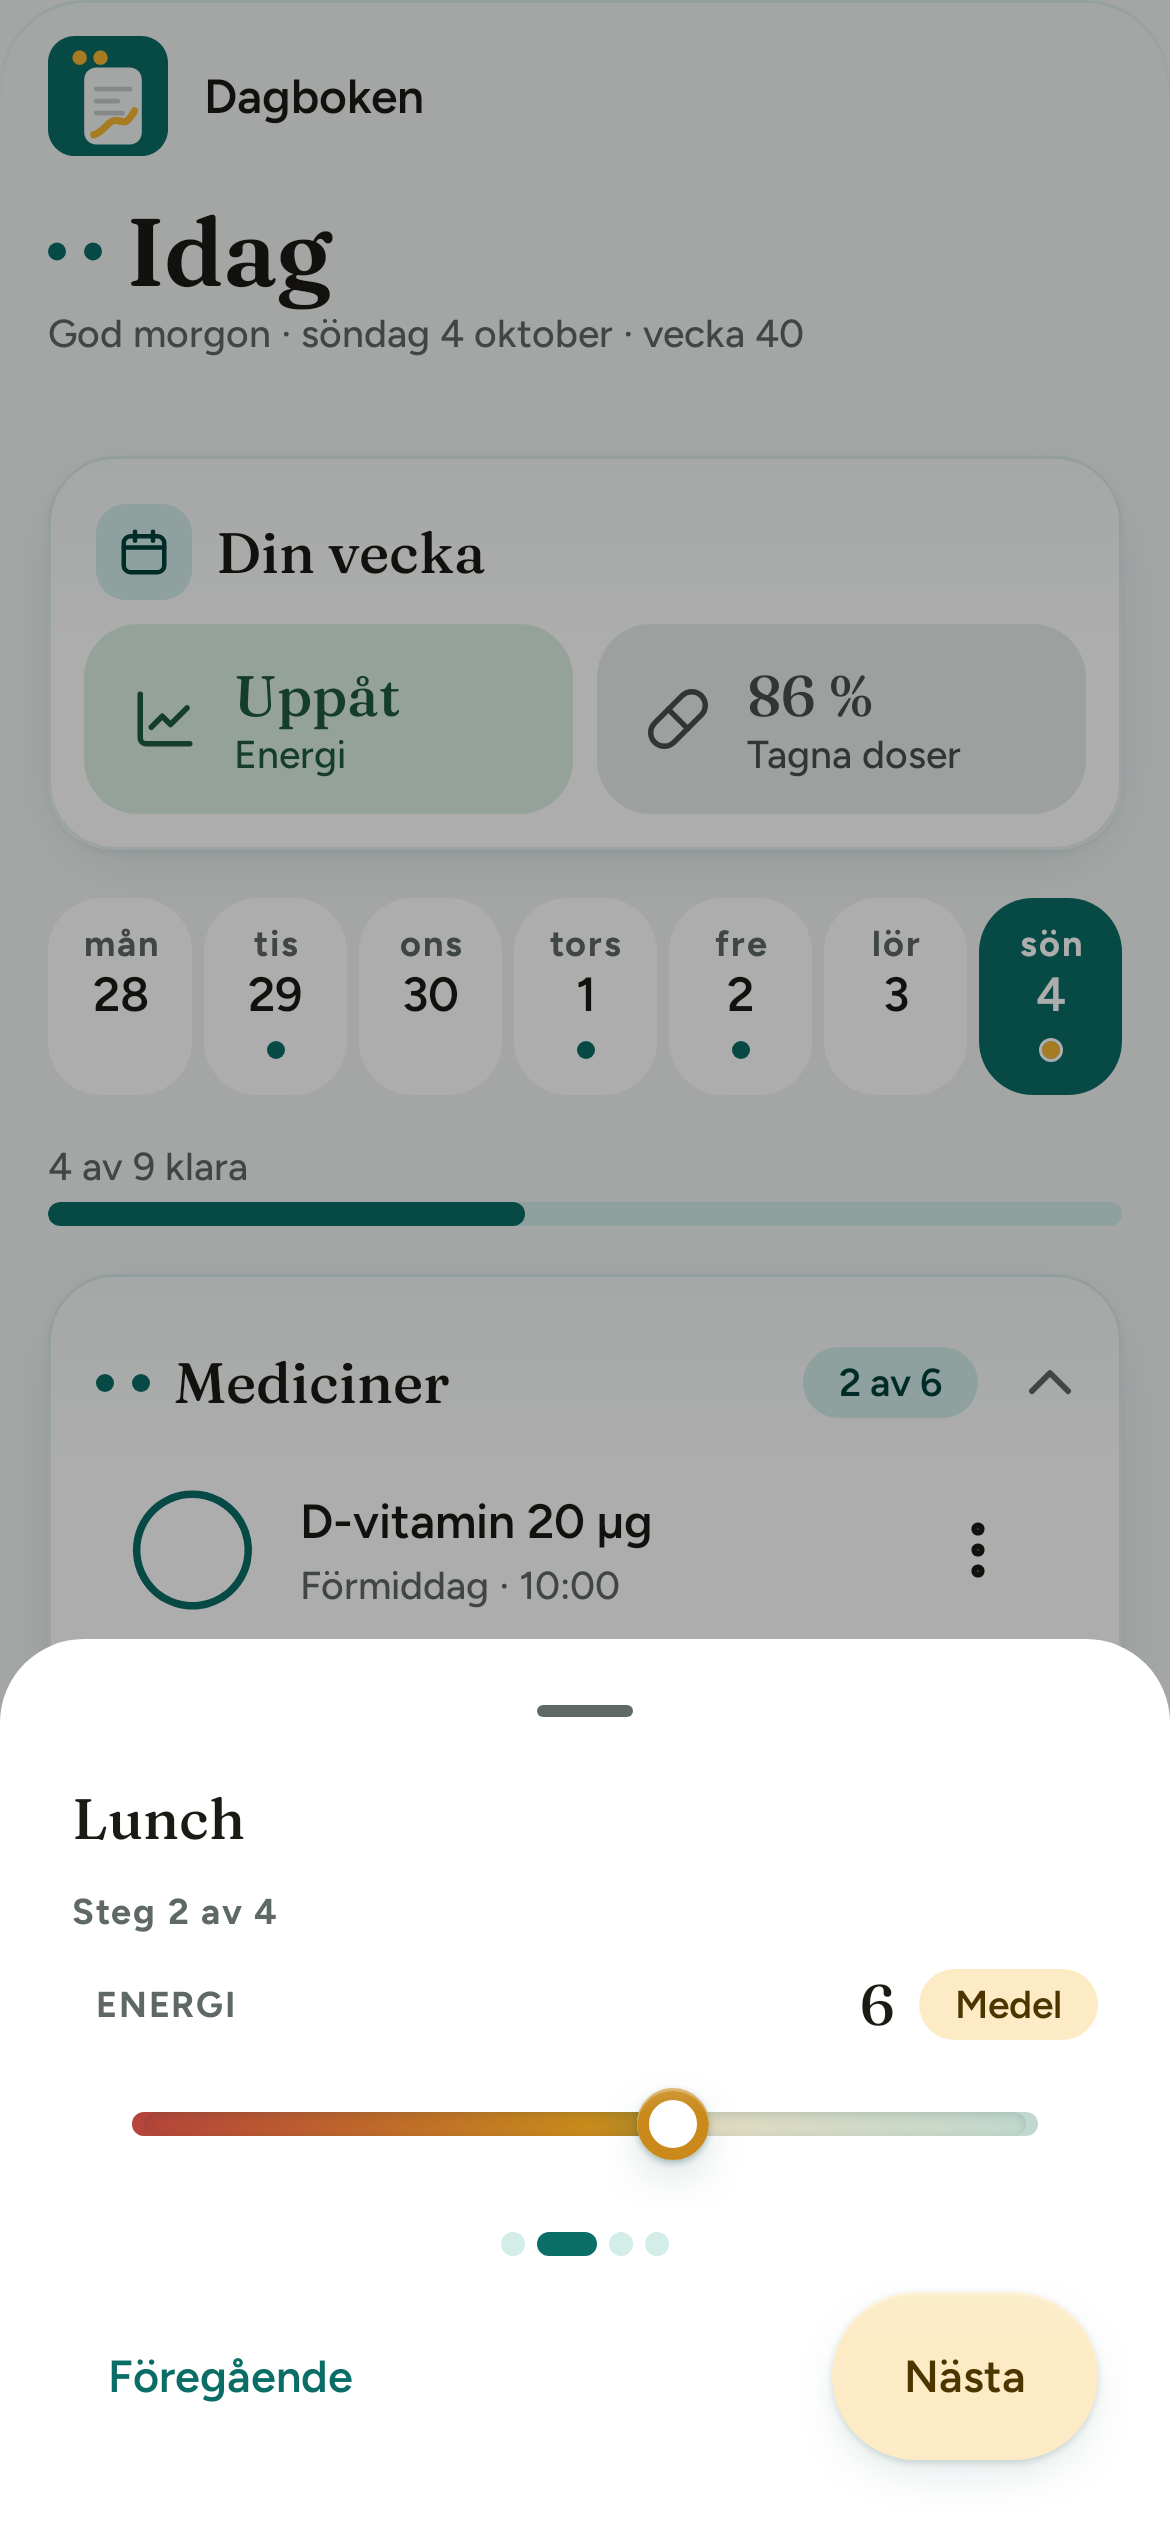 Dagboken
Idag
God morgon · söndag 4 oktober · vecka 40
Din vecka
Uppåt
Energi
86 %
Tagna doser
mån tis ons tors fre lör sön
28 29 30 1 2 3 4
4 av 9 klara
Mediciner 2 av 6
D-vitamin 20 µg
Förmiddag · 10:00
Lunch
Steg 2 av 4
ENERGI 6 Medel
Föregående Nästa